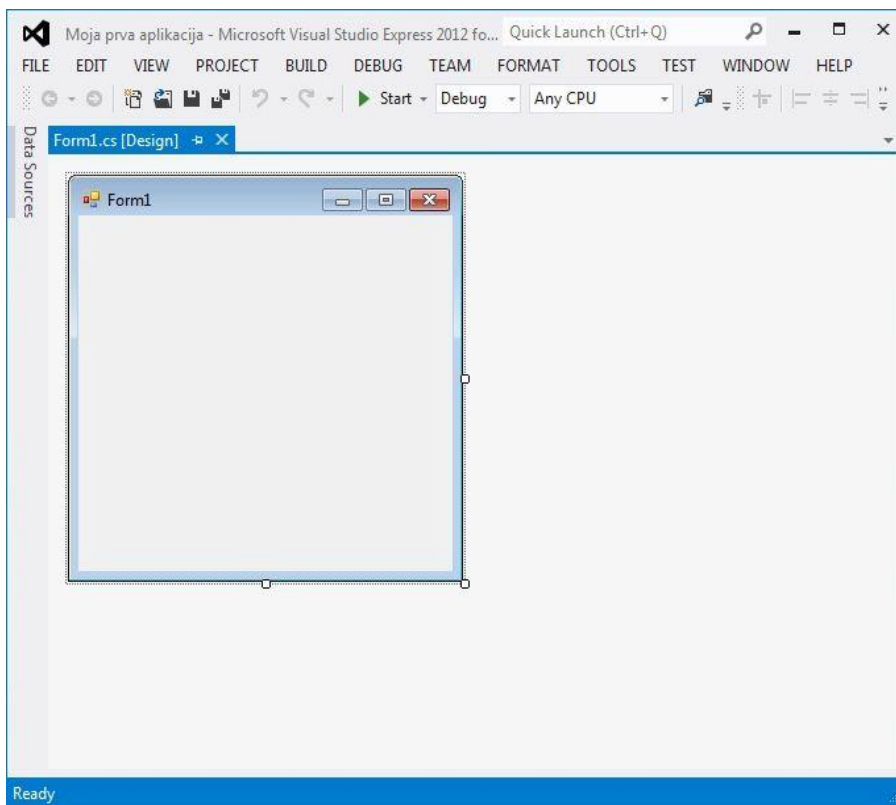 Moja prva aplikacija - Microsoft Visual Studio Express 2012 fo... Quick Launch (Ctrl+Q)
FILE EDIT VIEW PROJECT BUILD DEBUG TEAM FORMAT TOOLS TEST WINDOW HELP
Start Debug Any CPU
Data Sources
Form1.cs [Design]
Form1
Ready